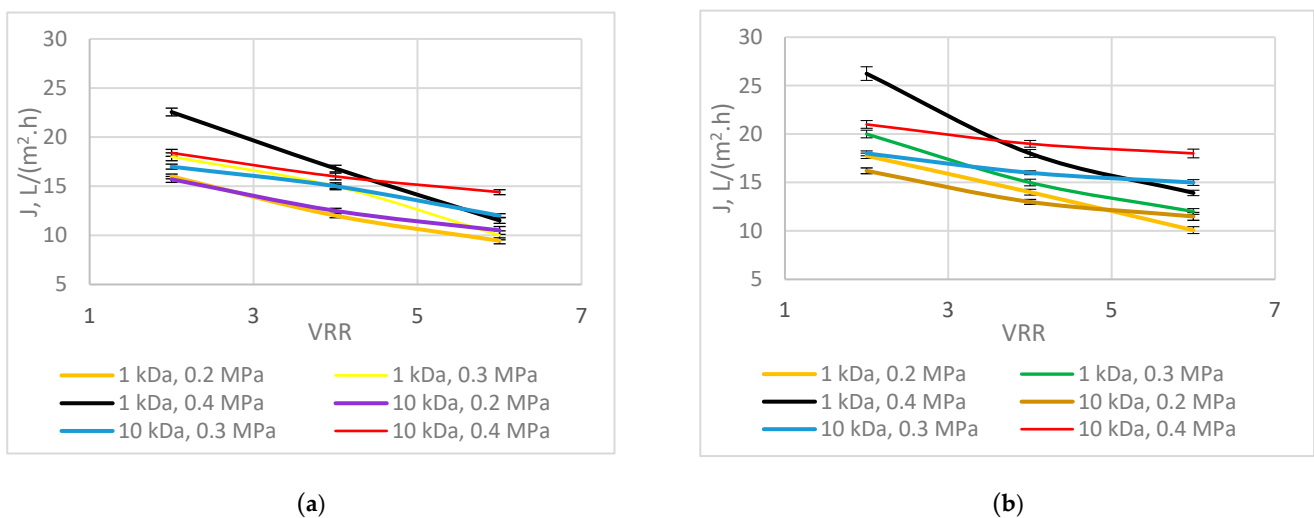 30
25
20
15
10
5
J, L/(m².h)
1 3 5 7
VRR
1 kDa, 0.2 MPa 1 kDa, 0.3 MPa
1 kDa, 0.4 MPa 10 kDa, 0.2 MPa
10 kDa, 0.3 MPa 10 kDa, 0.4 MPa
(a)
30
25
20
15
10
5
J, L/(m².h)
1 3 5 7
VRR
1 kDa, 0.2 MPa 1 kDa, 0.3 MPa
1 kDa, 0.4 MPa 10 kDa, 0.2 MPa
10 kDa, 0.3 MPa 10 kDa, 0.4 MPa
(b)